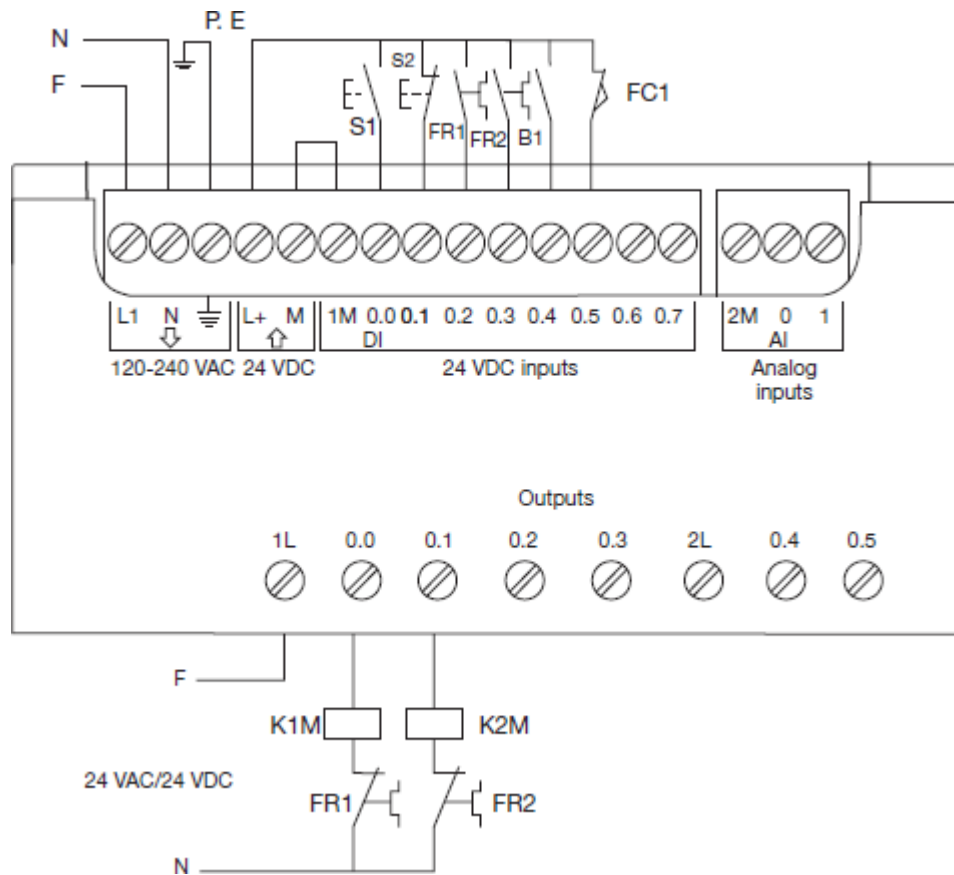 P. E
N
F
S2
S1
FR1
FR2
B1
FC1
L1 N L+ M 1M 0.0 0.1 0.2 0.3 0.4 0.5 0.6 0.7 2M 0 1
DI
AI
120-240 VAC 24 VDC 24 VDC inputs Analog
inputs
Outputs
1L 0.0 0.1 0.2 0.3 2L 0.4 0.5
F
K1M K2M
24 VAC/24 VDC
FR1 FR2
N